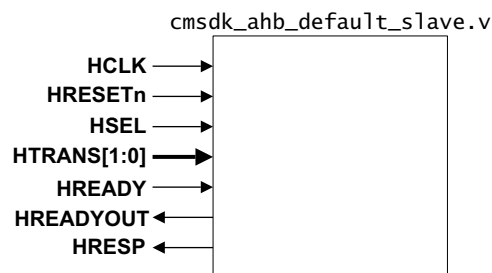 cmsdk_ahb_default_slave.v
HCLK
HRESETn
HSEL
HTRANS[1:0]
HREADY
HREADYOUT
HRESP